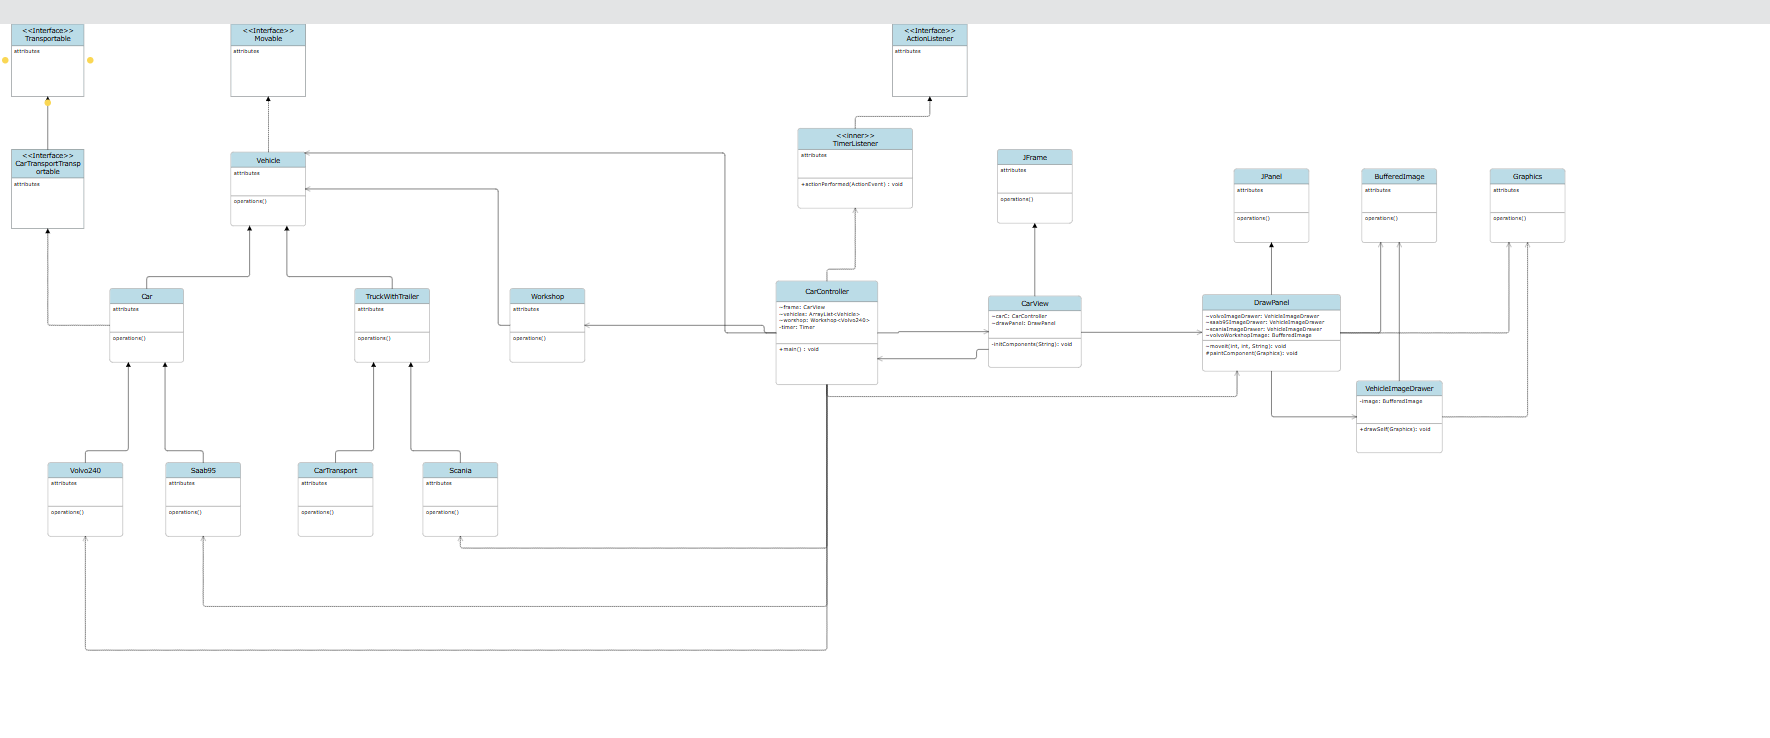 <<Interface>>
Transportable
attributes
<<Interface>>
Movable
attributes
<<Interface>>
ActionListener
attributes
<<Inner>>
TimerListener
attributes
+actionPerformed(ActionEvent) : void
<<Interface>>
CarTransportTransp
ortable
attributes
Vehicle
attributes
operations()
JFrame
attributes
operations()
JPanel
attributes
operations()
BufferedImage
attributes
operations()
Graphics
attributes
operations()
Car
attributes
operations()
TruckWithTrailer
attributes
operations()
Workshop
attributes
operations()
CarController
~frame: CarView
~vehicles: ArrayList<Vehicle>
~worshop: Workshop<Volvo240>
-timer: Timer
+main() : void
CarView
~carC: CarController
~drawPanel: DrawPanel
-initComponents(String): void
DrawPanel
~volvoImageDrawer: VehicleImageDrawer
~saab95ImageDrawer: VehicleImageDrawer
~scaniaImageDrawer: VehicleImageDrawer
~volvoWorkshopImage: BufferedImage
~moveit(int, int, String): void
#paintComponent(Graphics): void
VehicleImageDrawer
-image: BufferedImage
+drawSelf(Graphics): void
Volvo240
attributes
operations()
Saab95
attributes
operations()
CarTransport
attributes
operations()
Scania
attributes
operations()